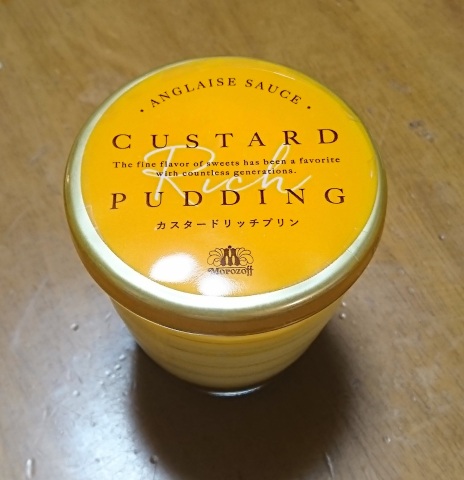 • ANGLAISE SAUCE •
CUSTARD
The fine flavor of sweets has been a favorite
with countless generations.
Rich
PUDDING
カスタードリッチプリン
Morozoff